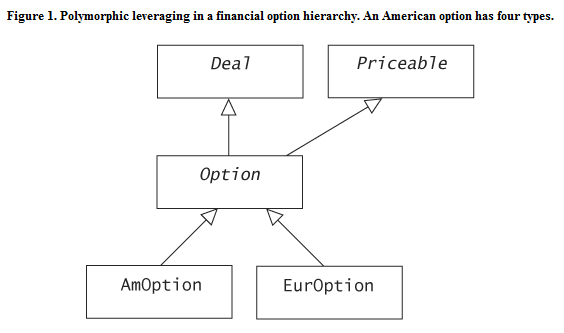 Figure 1. Polymorphic leveraging in a financial option hierarchy. An American option has four types.
Deal
Priceable
Option
AmOption
EurOption